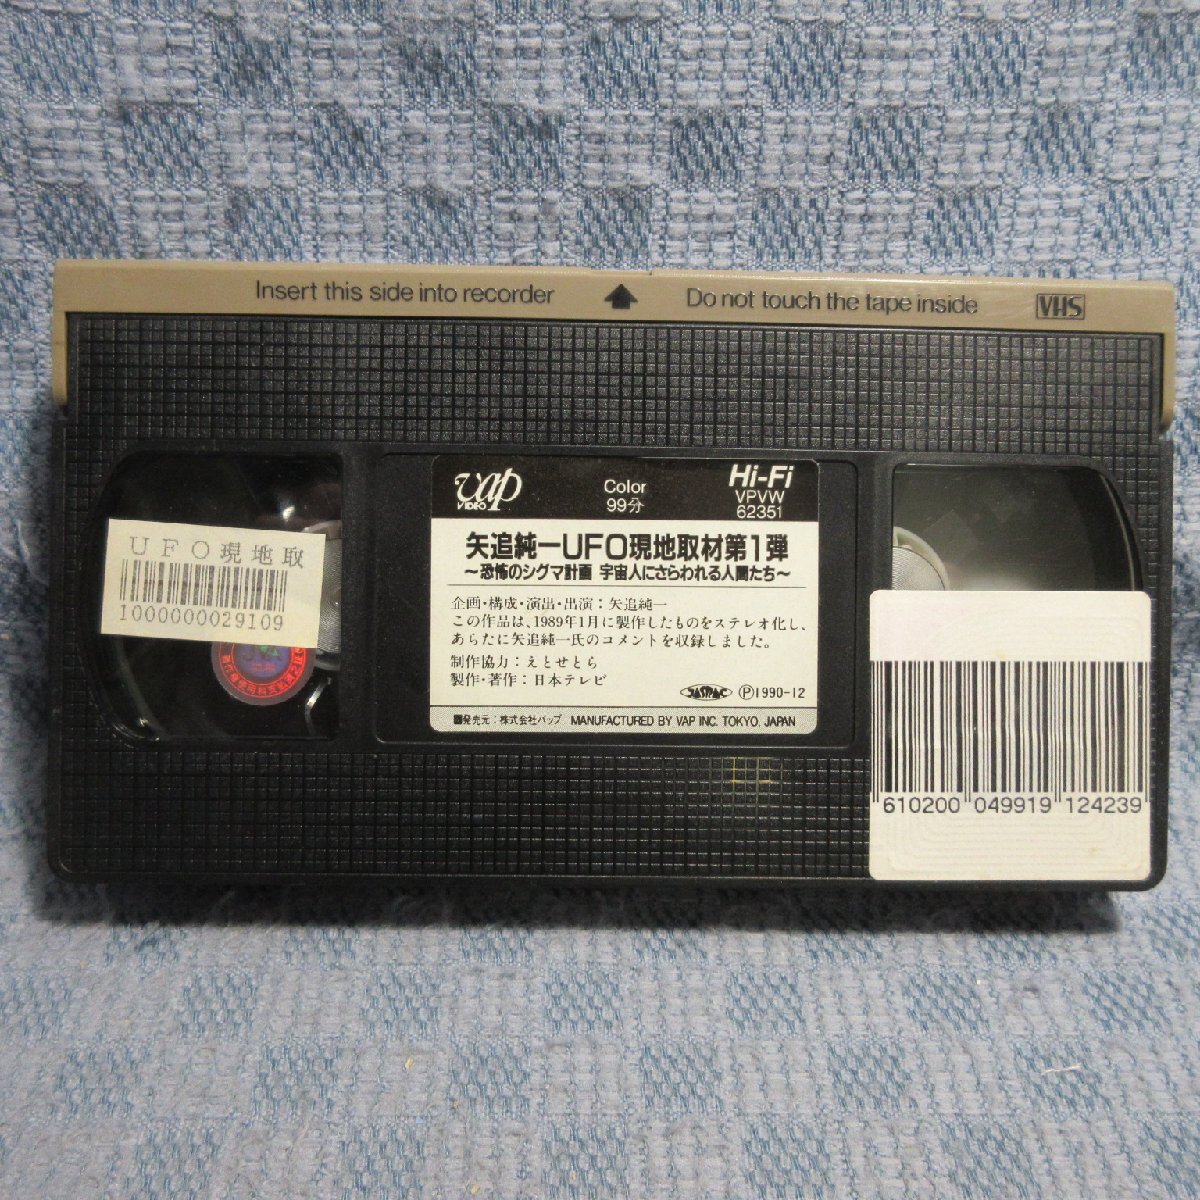 Insert this side into recorder
Do not touch the tape inside
VHS
vap
VIDEO
Color
99分
Hi-Fi
VPVW
62351
矢追純一UFO現地取材第1弾
～恐怖のシグマ計画 宇宙人にさらわれる人間たち～
企画・構成・演出・出演：矢追純一
この作品は、1989年1月に製作したものをステレオ化し、
あらたに矢追純一氏のコメントを収録しました。
制作協力：えとせとら
製作・著作：日本テレビ
JASRAC
Ⓟ1990-12
発売元：株式会社バップ MANUFACTURED BY VAP INC. TOKYO, JAPAN
UFO現地取
1000000029109
610200 049919 124239